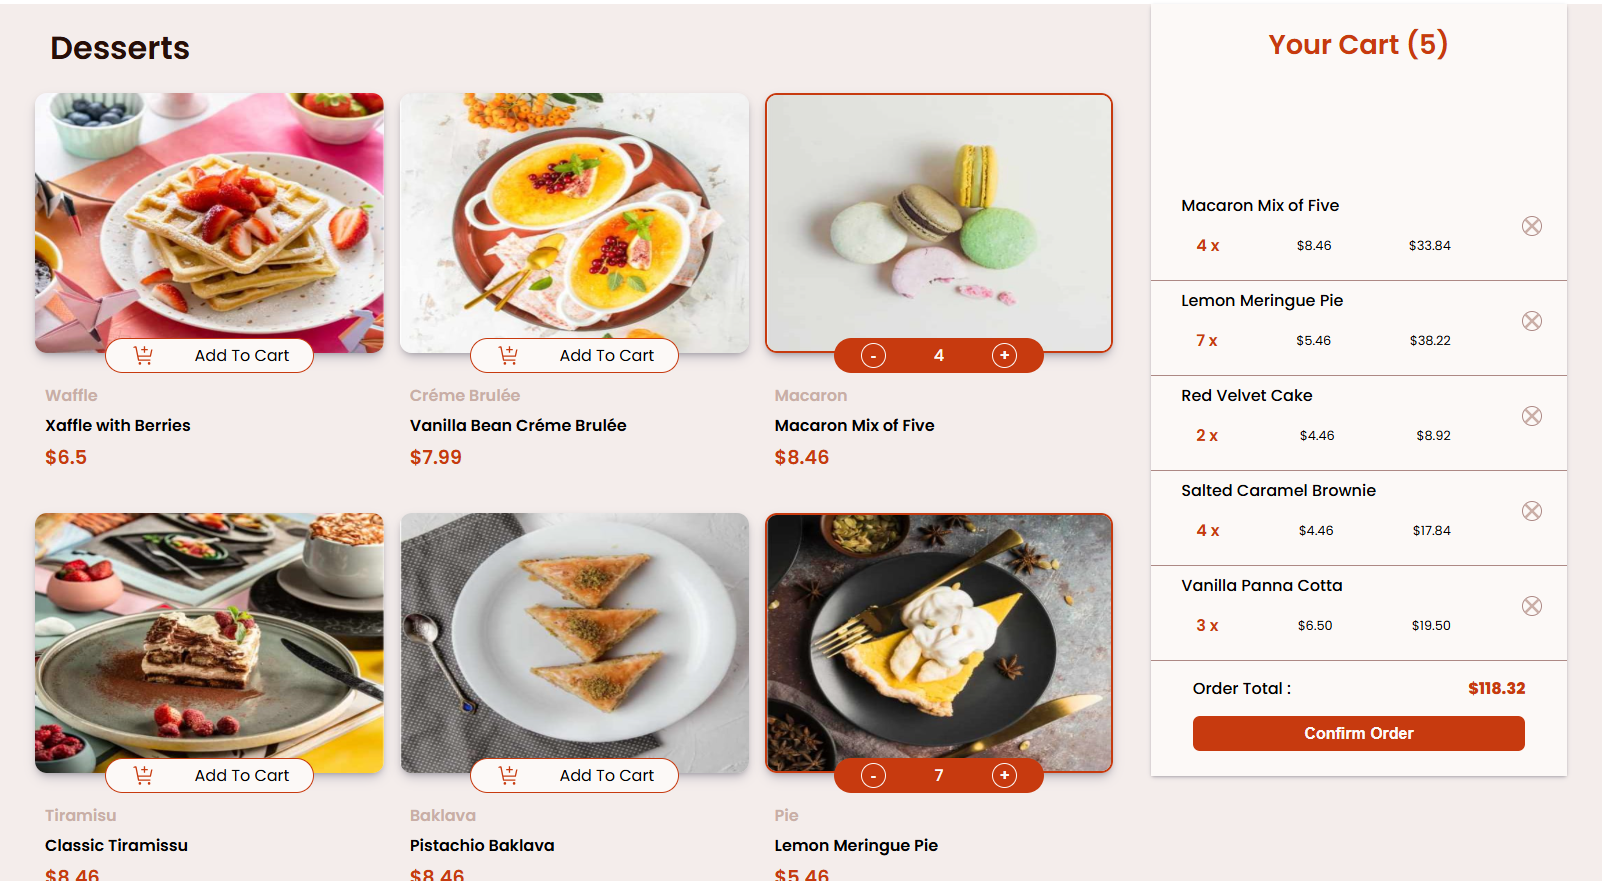 Desserts
Add To Cart
Add To Cart
- 4 +
Waffle
Xaffle with Berries
$6.5
Créme Brulée
Vanilla Bean Créme Brulée
$7.99
Macaron
Macaron Mix of Five
$8.46
Add To Cart
Add To Cart
- 7 +
Tiramisu
Classic Tiramissu
$8.46
Baklava
Pistachio Baklava
$8.46
Pie
Lemon Meringue Pie
$5.46
Your Cart (5)
Macaron Mix of Five
4 x $8.46 $33.84
Lemon Meringue Pie
7 x $5.46 $38.22
Red Velvet Cake
2 x $4.46 $8.92
Salted Caramel Brownie
4 x $4.46 $17.84
Vanilla Panna Cotta
3 x $6.50 $19.50
Order Total : $118.32
Confirm Order